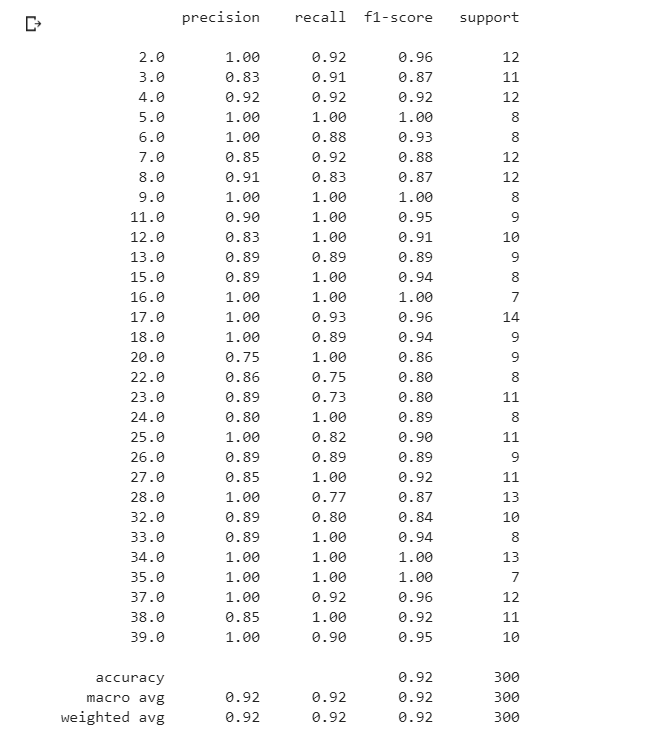 precision recall f1-score support
2.0 1.00 0.92 0.96 12
3.0 0.83 0.91 0.87 11
4.0 0.92 0.92 0.92 12
5.0 1.00 1.00 1.00 8
6.0 1.00 0.88 0.93 8
7.0 0.85 0.92 0.88 12
8.0 0.91 0.83 0.87 12
9.0 1.00 1.00 1.00 8
11.0 0.90 1.00 0.95 9
12.0 0.83 1.00 0.91 10
13.0 0.89 0.89 0.89 9
15.0 0.89 1.00 0.94 8
16.0 1.00 1.00 1.00 7
17.0 1.00 0.93 0.96 14
18.0 1.00 0.89 0.94 9
20.0 0.75 1.00 0.86 9
22.0 0.86 0.75 0.80 8
23.0 0.89 0.73 0.80 11
24.0 0.80 1.00 0.89 8
25.0 1.00 0.82 0.90 11
26.0 0.89 0.89 0.89 9
27.0 0.85 1.00 0.92 11
28.0 1.00 0.77 0.87 13
32.0 0.89 0.80 0.84 10
33.0 0.89 1.00 0.94 8
34.0 1.00 1.00 1.00 13
35.0 1.00 1.00 1.00 7
37.0 1.00 0.92 0.96 12
38.0 0.85 1.00 0.92 11
39.0 1.00 0.90 0.95 10
accuracy 0.92 300
macro avg 0.92 0.92 0.92 300
weighted avg 0.92 0.92 0.92 300